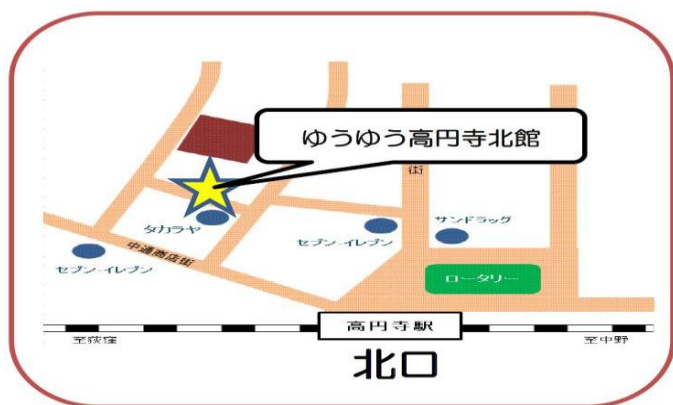 ゆうゆう高円寺北館
街
サンドラッグ
タカラヤ
セブン-イレブン
中通商店街
セブン-イレブン
ロータリー
高円寺駅
至荻窪
至中野
北口